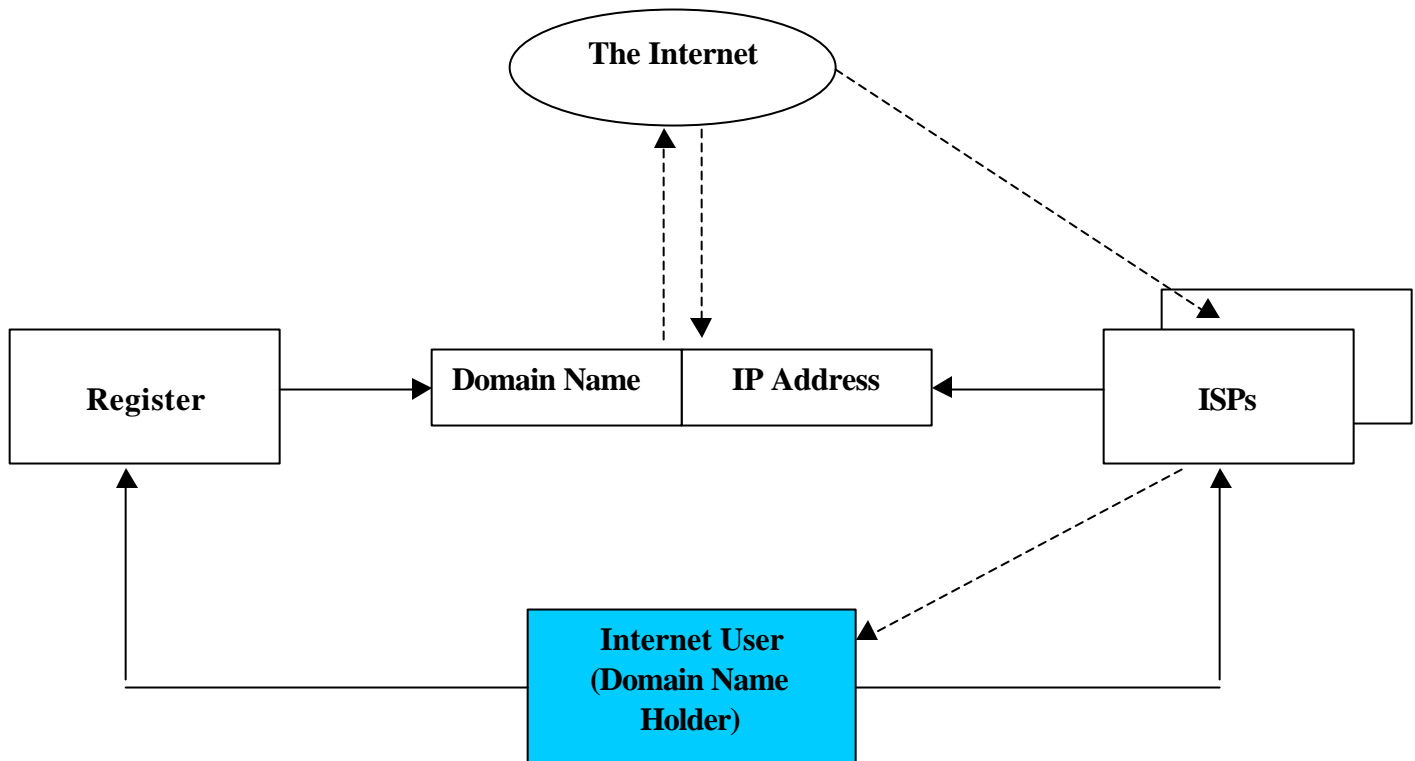 The Internet
Domain Name
IP Address
Register
ISPs
Internet User
(Domain Name
Holder)